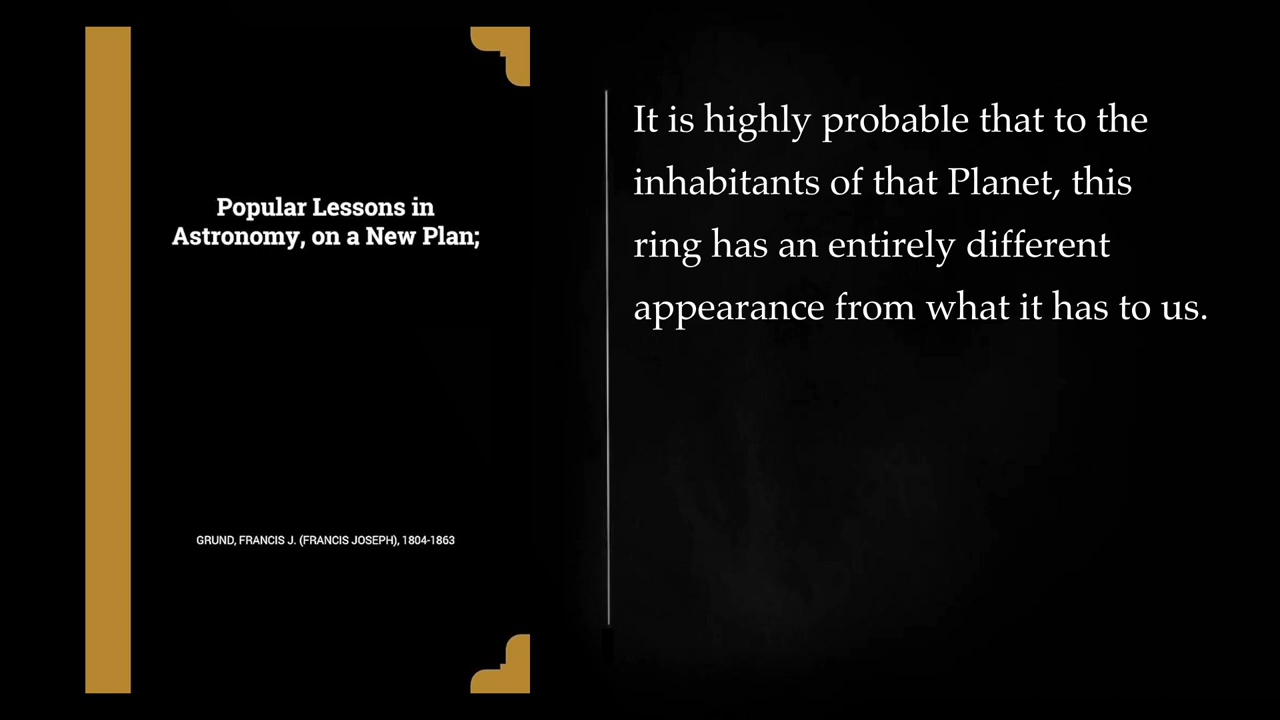 Popular Lessons in
Astronomy, on a New Plan;
GRUND, FRANCIS J. (FRANCIS JOSEPH), 1804-1863
It is highly probable that to the
inhabitants of that Planet, this
ring has an entirely different
appearance from what it has to us.